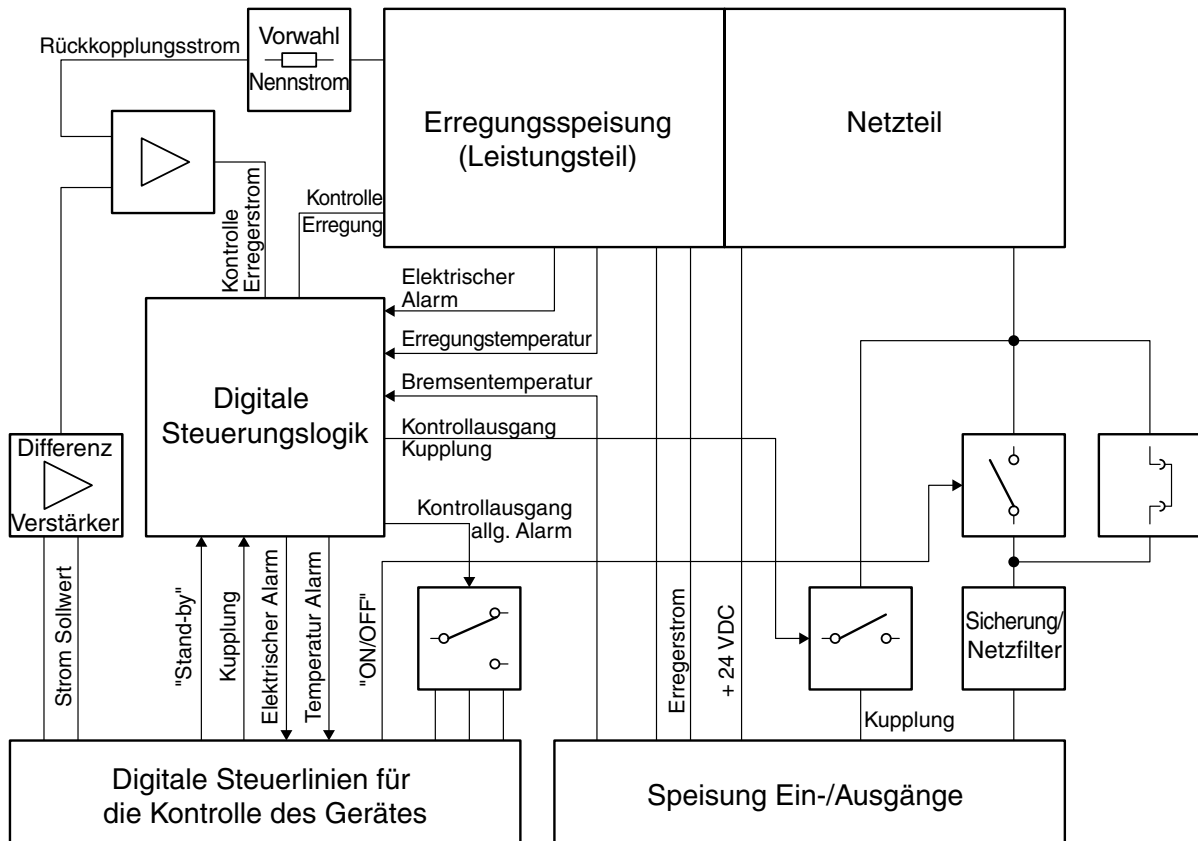 Rückkopplungsstrom
Vorwahl
Nennstrom
Erregungsspeisung
(Leistungsteil)
Netzteil
Kontrolle
Erregerstrom
Kontrolle
Erregung
Elektrischer
Alarm
Erregungstemperatur
Bremsentemperatur
Digitale
Steuerungslogik
Kontrollausgang
Kupplung
Differenz
Verstärker
Kontrollausgang
allg. Alarm
Strom Sollwert
"Stand-by"
Kupplung
Elektrischer Alarm
Temperatur Alarm
"ON/OFF"
Erregerstrom
+ 24 VDC
Sicherung/
Netzfilter
Kupplung
Digitale Steuerlinien für
die Kontrolle des Gerätes
Speisung Ein-/Ausgänge